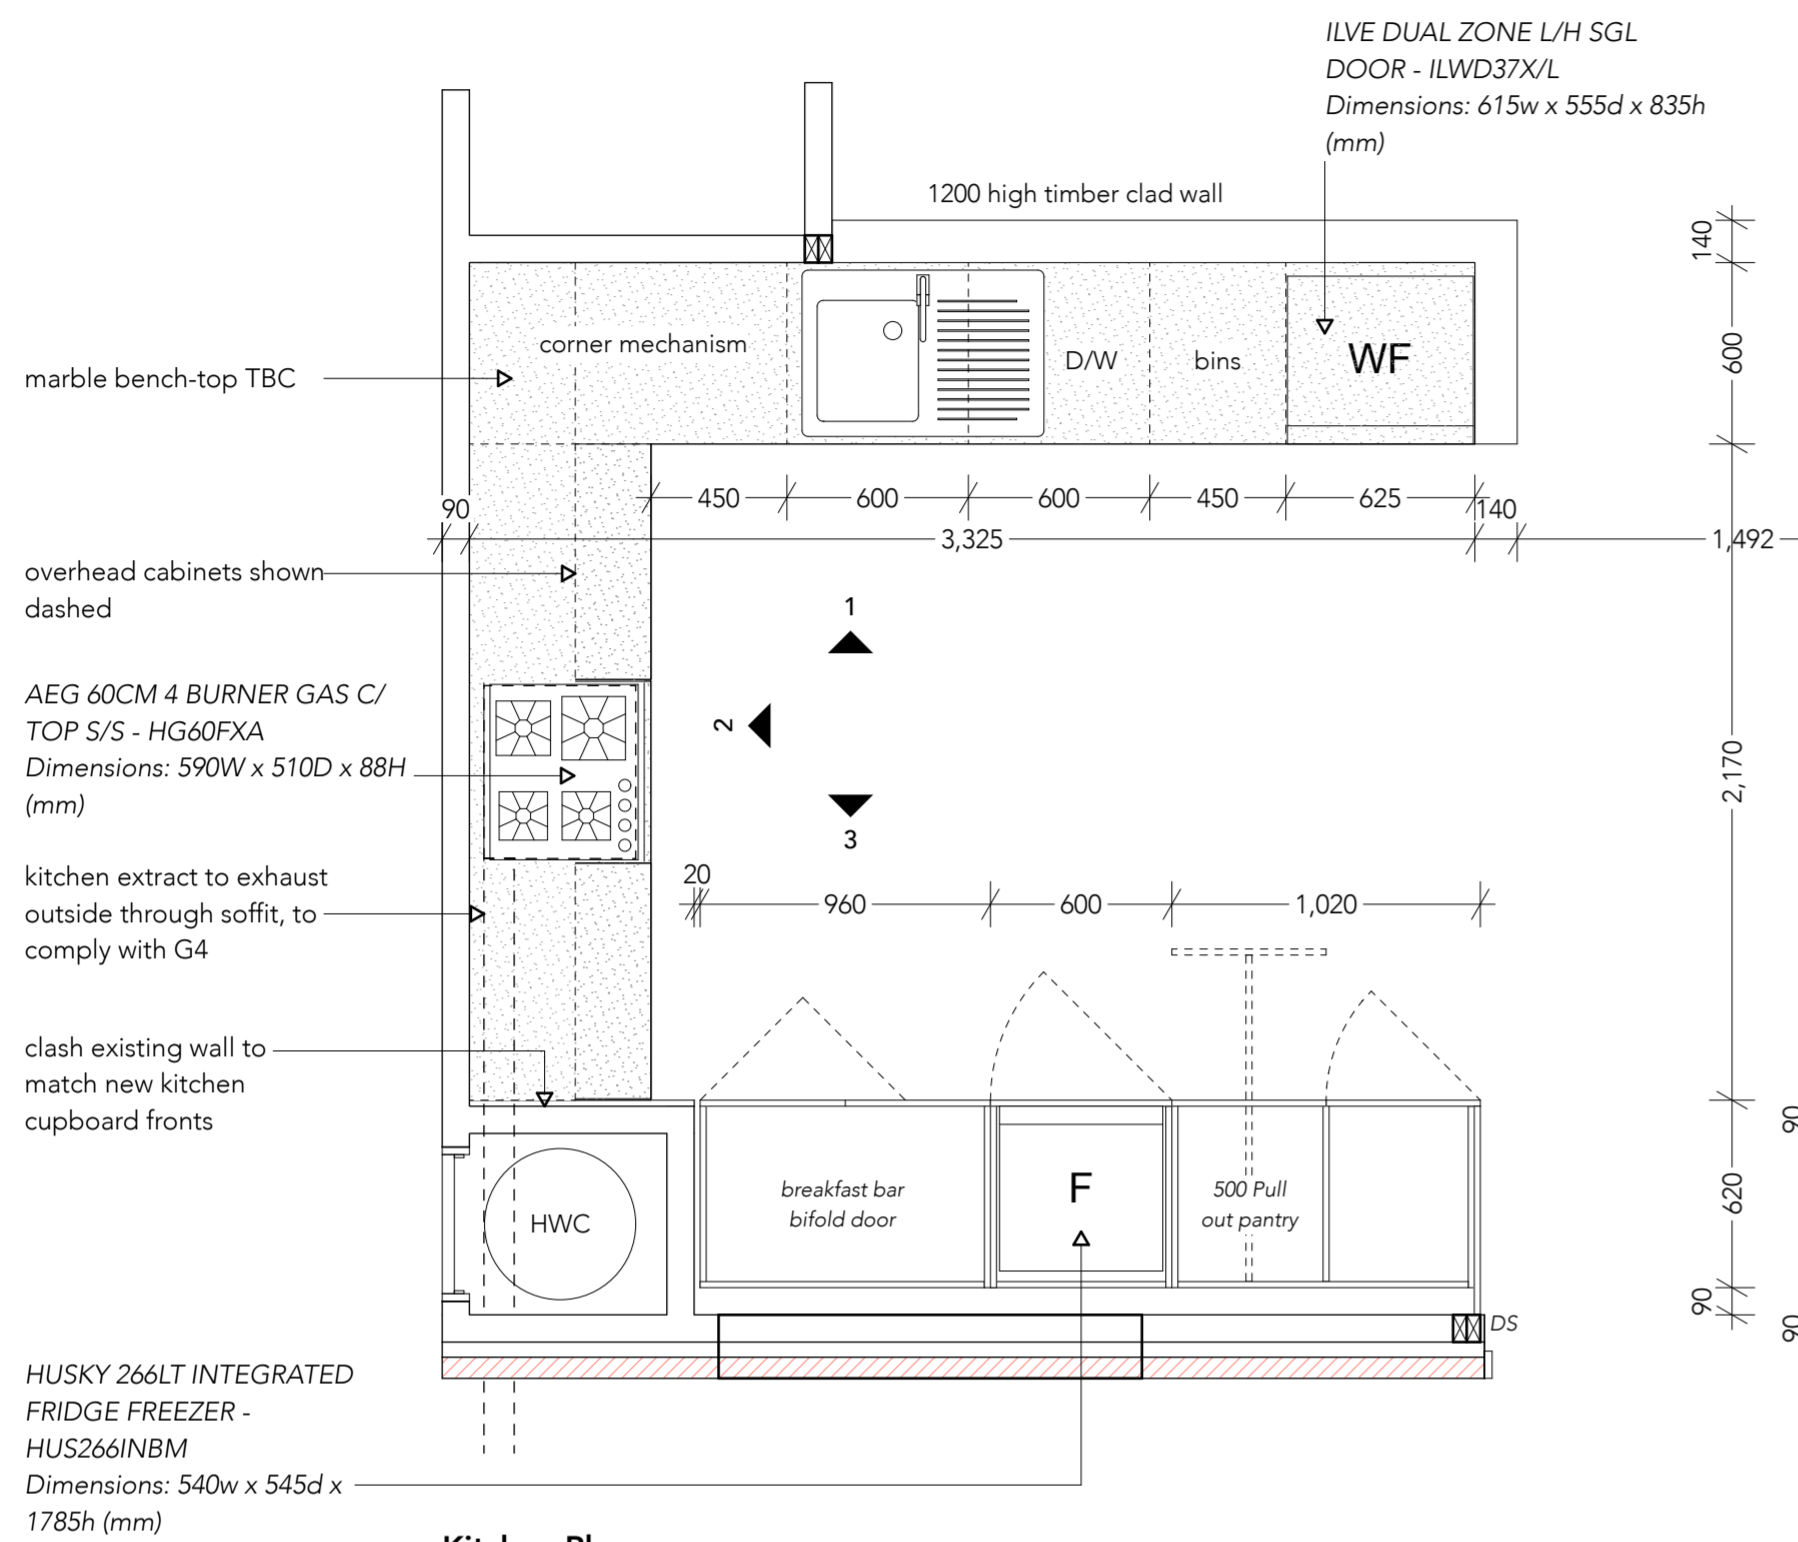 ILVE DUAL ZONE L/H SGL
DOOR - ILWD37X/L
Dimensions: 615w x 555d x 835h
(mm)
1200 high timber clad wall
140
corner mechanism
marble bench-top TBC
D/W
bins
WF
600
90
450
600
600
450
625
140
3,325
1,492
overhead cabinets shown
dashed
1
2
3
AEG 60CM 4 BURNER GAS C/
TOP S/S - HG60FXA
Dimensions: 590W x 510D x 88H
(mm)
2,170
kitchen extract to exhaust
outside through soffit, to
comply with G4
20
960
600
1,020
clash existing wall to
match new kitchen
cupboard fronts
90
HWC
breakfast bar
bifold door
F
500 Pull
out pantry
620
90
DS
90
HUSKY 266LT INTEGRATED
FRIDGE FREEZER -
HUS266INBM
Dimensions: 540w x 545d x
1785h (mm)